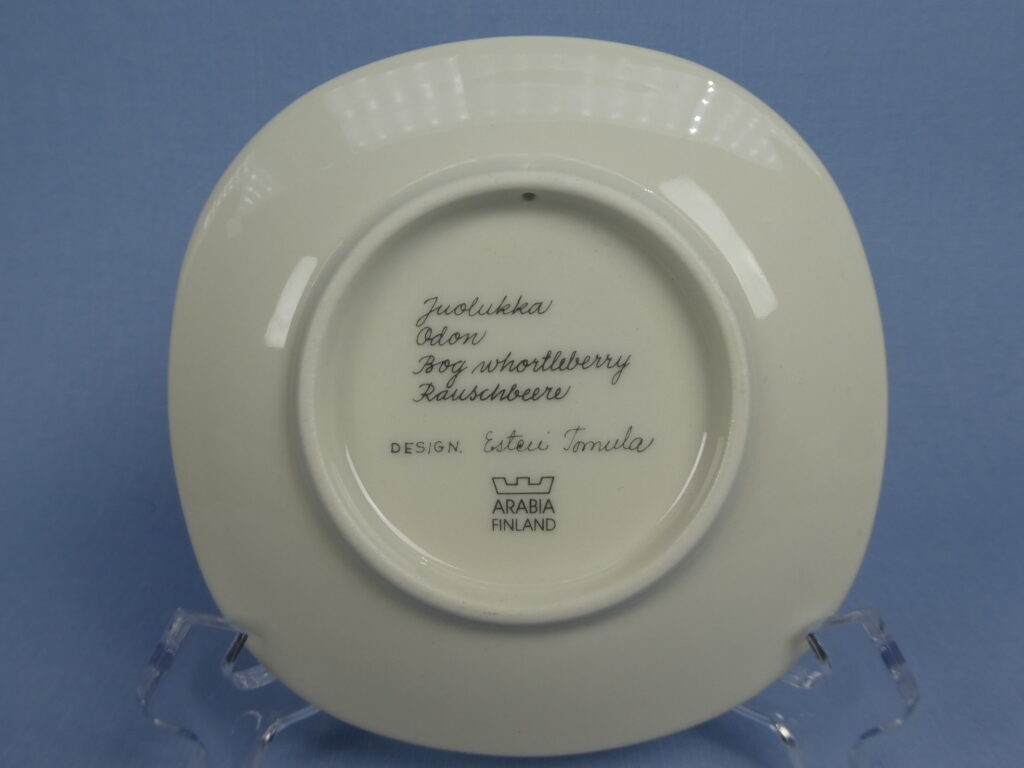 Juolukka
Odon
Bog whortleberry
Rauschbeere
DESIGN. Esteri Tomula
ARABIA
FINLAND